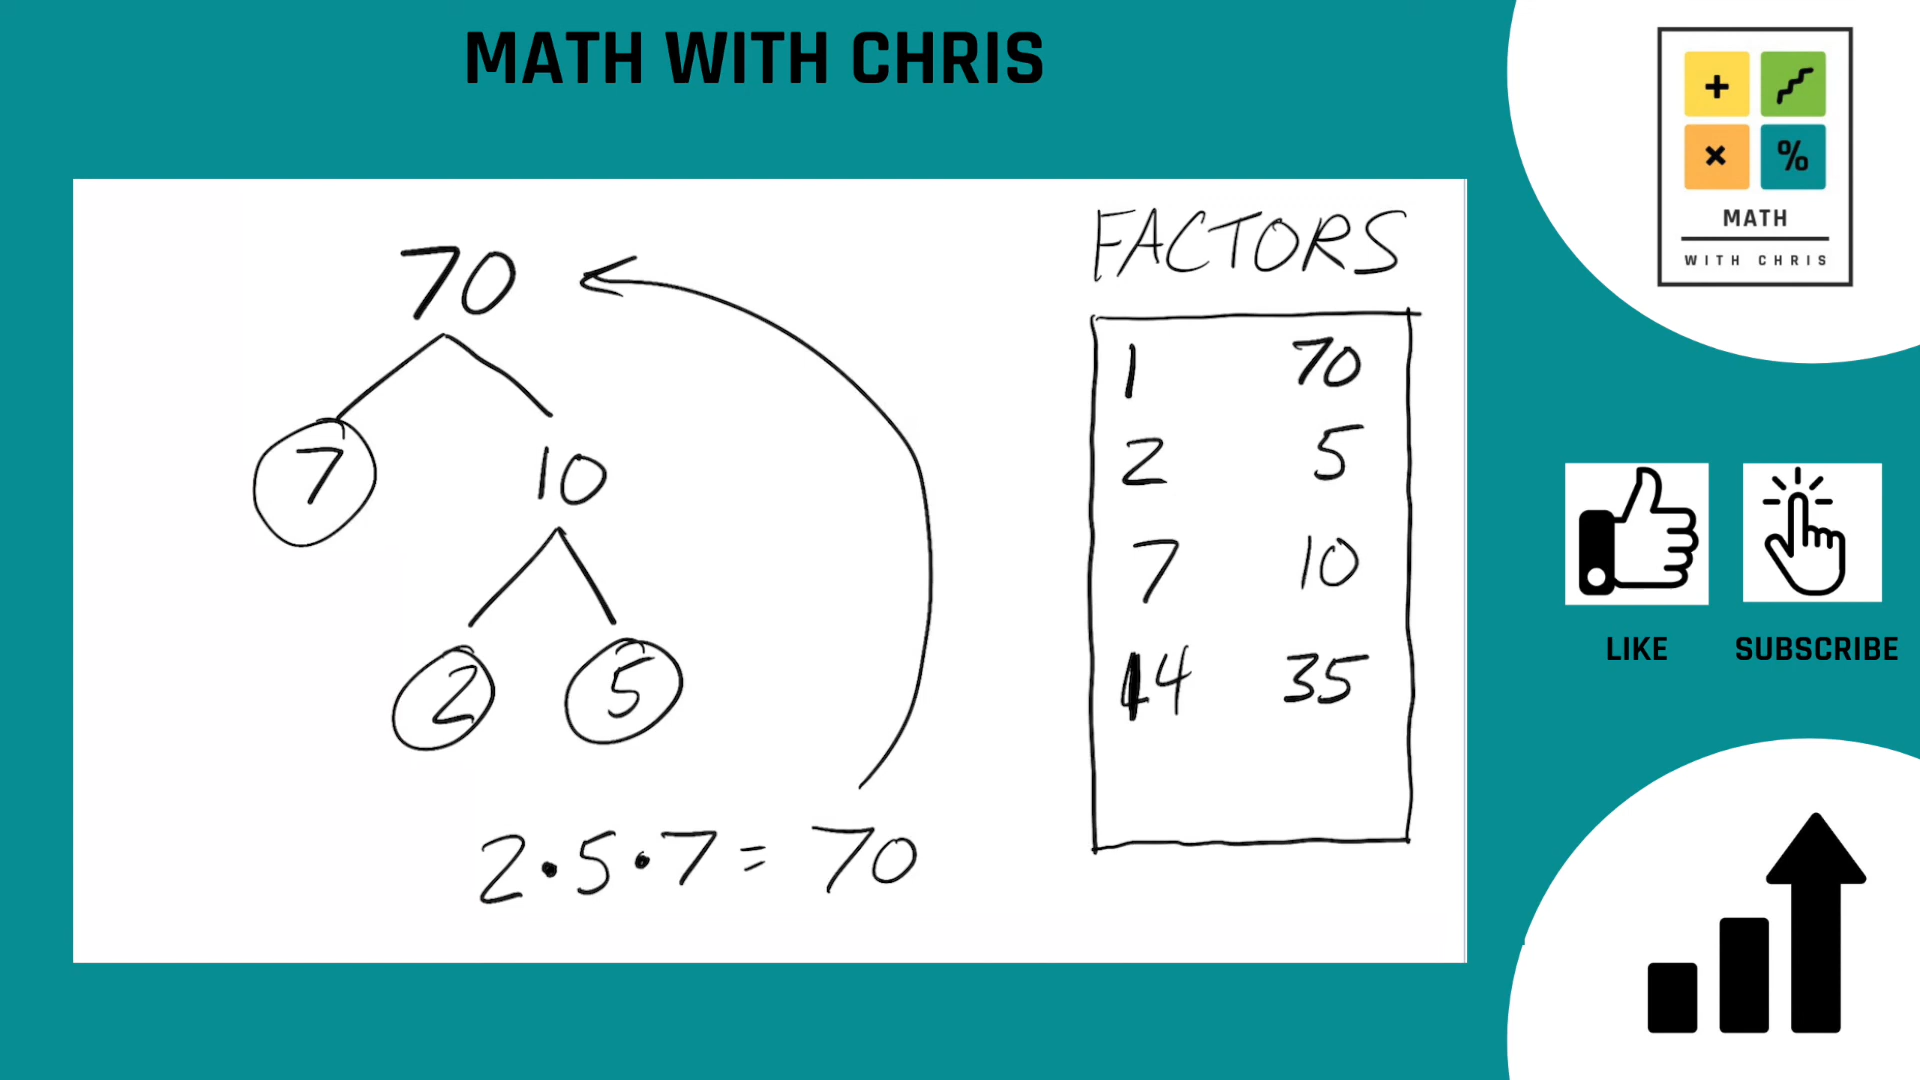 MATH WITH CHRIS
70
7 10
2 5
2•5•7= 70
FACTORS
1 70
2 5
7 10
14 35
+
×
%
MATH
WITH CHRIS
LIKE
SUBSCRIBE